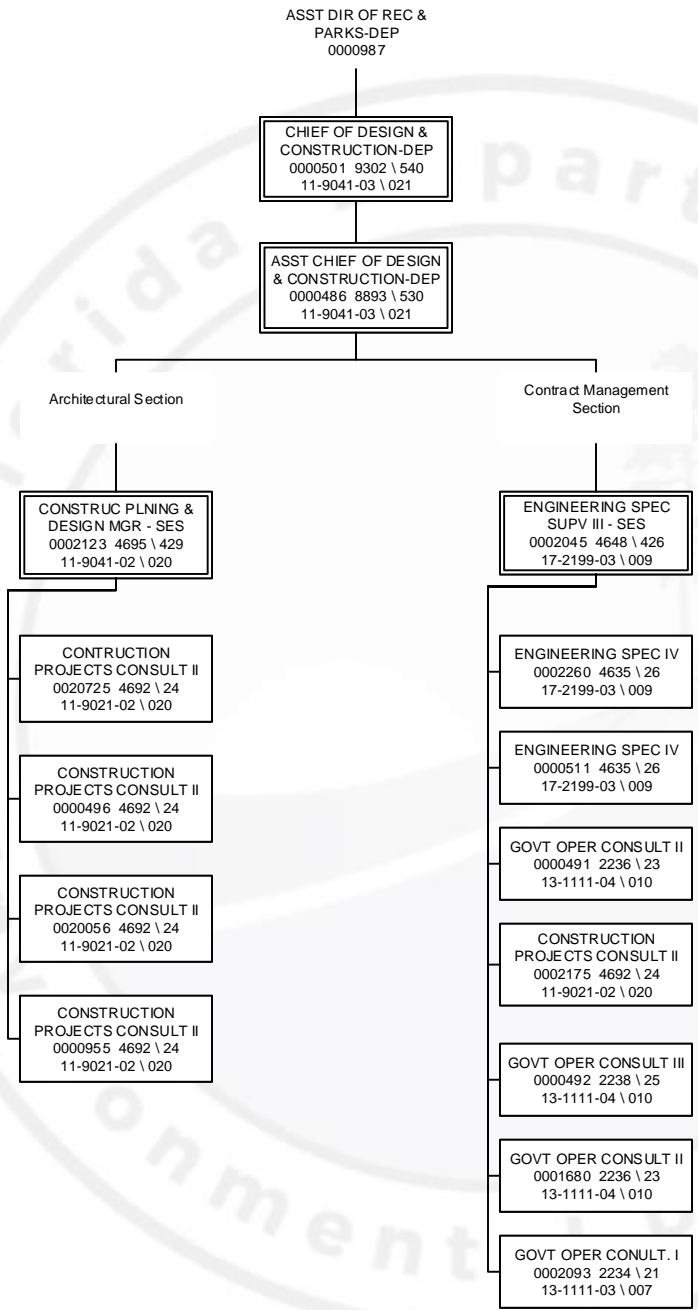 ASST DIR OF REC &
PARKS-DEP
0000987
CHIEF OF DESIGN &
CONSTRUCTION-DEP
0000501 9302 \ 540
11-9041-03 \ 021
ASST CHIEF OF DESIGN
& CONSTRUCTION-DEP
0000486 8893 \ 530
11-9041-03 \ 021
Architectural Section
CONSTRUC PLNING &
DESIGN MGR - SES
0002123 4695 \ 429
11-9041-02 \ 020
CONTRUCTION
PROJECTS CONSULT II
0020725 4692 \ 24
11-9021-02 \ 020
CONSTRUCTION
PROJECTS CONSULT II
0000496 4692 \ 24
11-9021-02 \ 020
CONSTRUCTION
PROJECTS CONSULT II
0020056 4692 \ 24
11-9021-02 \ 020
CONSTRUCTION
PROJECTS CONSULT II
0000955 4692 \ 24
11-9021-02 \ 020
Contract Management
Section
ENGINEERING SPEC
SUPV III - SES
0002045 4648 \ 426
17-2199-03 \ 009
ENGINEERING SPEC IV
0002260 4635 \ 26
17-2199-03 \ 009
ENGINEERING SPEC IV
0000511 4635 \ 26
17-2199-03 \ 009
GOVT OPER CONSULT II
0000491 2236 \ 23
13-1111-04 \ 010
CONSTRUCTION
PROJECTS CONSULT II
0002175 4692 \ 24
11-9021-02 \ 020
GOVT OPER CONSULT III
0000492 2238 \ 25
13-1111-04 \ 010
GOVT OPER CONSULT II
0001680 2236 \ 23
13-1111-04 \ 010
GOVT OPER CONULT. I
0002093 2234 \ 21
13-1111-03 \ 007